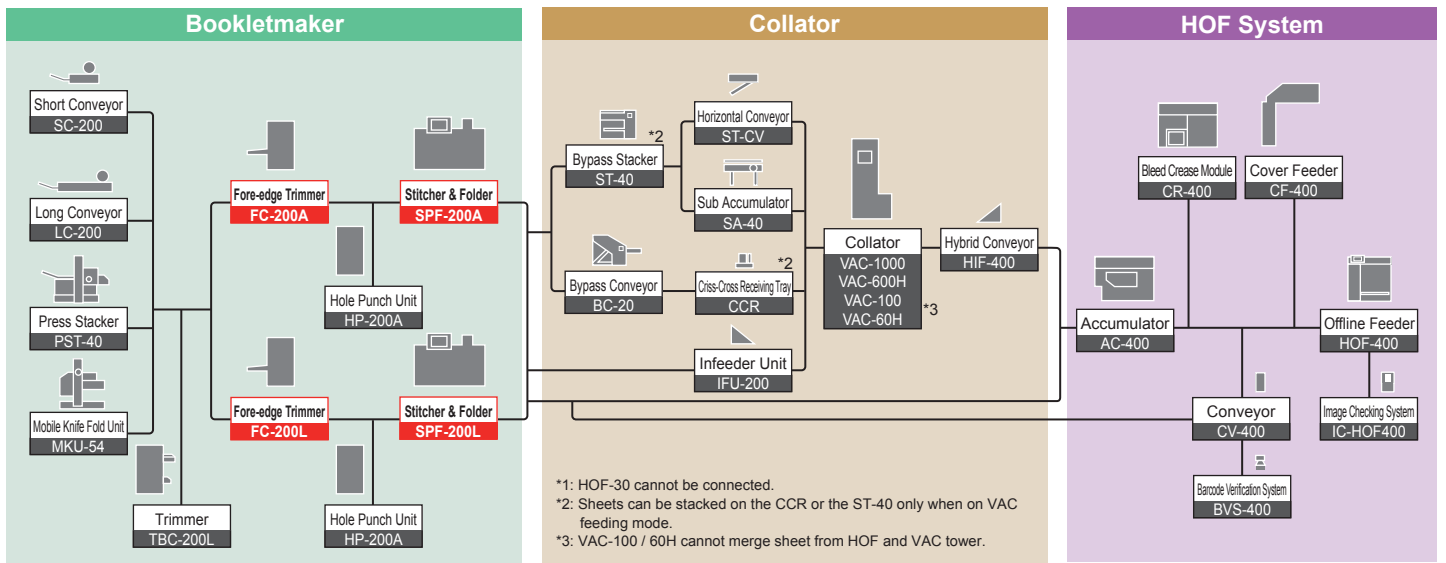 Bookletmaker
Short Conveyor
SC-200
Long Conveyor
LC-200
Press Stacker
PST-40
Mobile Knife Fold Unit
MKU-54
Trimmer
TBC-200L
Fore-edge Trimmer
FC-200A
Stitcher & Folder
SPF-200A
Hole Punch Unit
HP-200A
Fore-edge Trimmer
FC-200L
Stitcher & Folder
SPF-200L
Hole Punch Unit
HP-200A
Collator
*2
Bypass Stacker
ST-40
Horizontal Conveyor
ST-CV
Sub Accumulator
SA-40
Bypass Conveyor
BC-20
*2
Criss-Cross Receiving Tray
CCR
Infeeder Unit
IFU-200
Collator
VAC-1000
VAC-600H
VAC-100
VAC-60H
*3
Hybrid Conveyor
HIF-400
*1: HOF-30 cannot be connected.
*2: Sheets can be stacked on the CCR or the ST-40 only when on VAC
feeding mode.
*3: VAC-100 / 60H cannot merge sheet from HOF and VAC tower.
HOF System
Bleed Crease Module
CR-400
Cover Feeder
CF-400
Accumulator
AC-400
Offline Feeder
HOF-400
Conveyor
CV-400
Image Checking System
IC-HOF400
Barcode Verification System
BVS-400